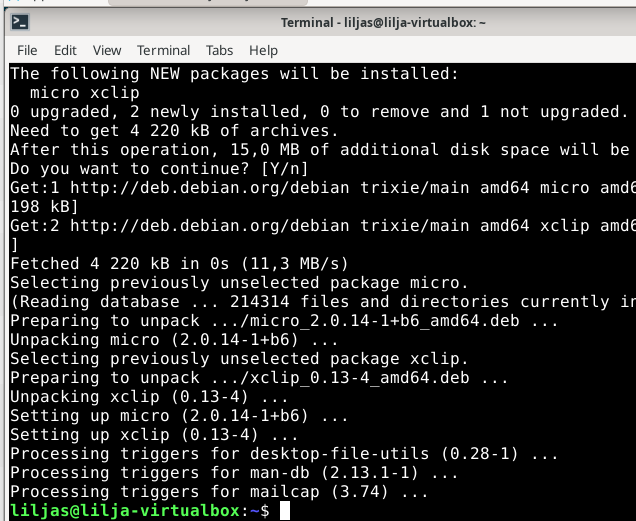 Terminal - liljas@lilja-virtualbox: ~
File Edit View Terminal Tabs Help
The following NEW packages will be installed:
  micro xclip
0 upgraded, 2 newly installed, 0 to remove and 1 not upgraded.
Need to get 4 220 kB of archives.
After this operation, 15,0 MB of additional disk space will be
Do you want to continue? [Y/n]
Get:1 http://deb.debian.org/debian trixie/main amd64 micro amd6
198 kB]
Get:2 http://deb.debian.org/debian trixie/main amd64 xclip amd6
]
Fetched 4 220 kB in 0s (11,3 MB/s)
Selecting previously unselected package micro.
(Reading database ... 214314 files and directories currently in
Preparing to unpack .../micro_2.0.14-1+b6_amd64.deb ...
Unpacking micro (2.0.14-1+b6) ...
Selecting previously unselected package xclip.
Preparing to unpack .../xclip_0.13-4_amd64.deb ...
Unpacking xclip (0.13-4) ...
Setting up micro (2.0.14-1+b6) ...
Setting up xclip (0.13-4) ...
Processing triggers for desktop-file-utils (0.28-1) ...
Processing triggers for man-db (2.13.1-1) ...
Processing triggers for mailcap (3.74) ...
liljas@lilja-virtualbox:~$